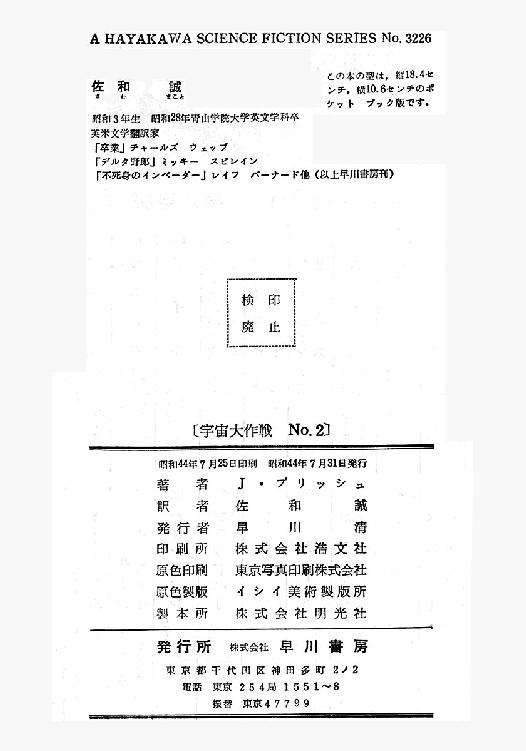 A HAYAKAWA SCIENCE FICTION SERIES No. 3226
この本の型は，縦18.4セ
ンチ，横10.6センチのポ
ケット ブック版です。
佐和 誠
さ わ まこと
昭和3年生 昭和28年青山学院大学英文学科卒
英米文学翻訳家
「卒業」チャールズ ウェッブ
『デルタ野郎』ミッキー スピレイン
『不死身のインベーダー』レイフ バーナード他（以上早川書房刊）
検印
廃止
〔宇宙大作戦 No.2〕
昭和44年7月25日印刷 昭和44年7月31日発行
著者 J・ブリッシュ
訳者 佐和誠
発行者 早川清
印刷所 株式会社浩文社
原色印刷 東京写真印刷株式会社
原色製版 イシイ美術製版所
製本所 株式会社明光社
発行所 株式会社 早川書房
東京都千代田区神田多町2ノ2
電話 東京 254局 1551〜8
振替 東京47799